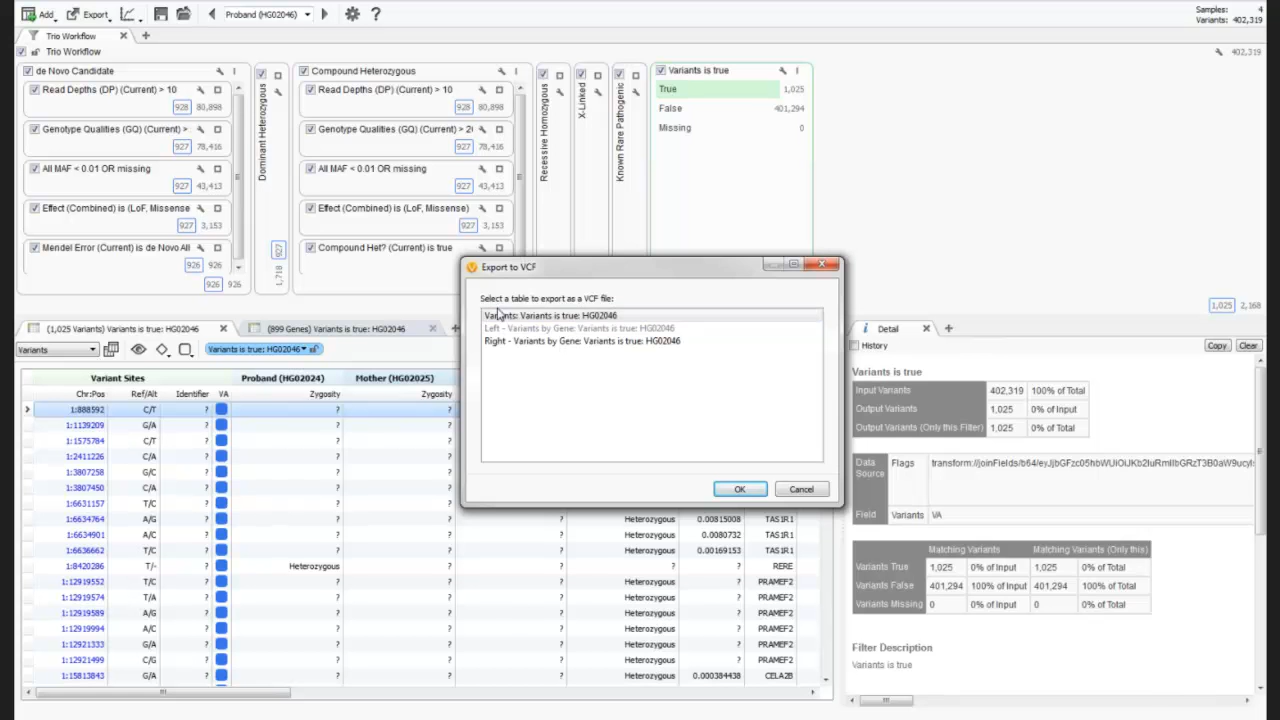 Add
Export
Proband (HG02046)
?
Samples: 4
Variants: 402,319
Trio Workflow
Trio Workflow
402,319
de Novo Candidate
Read Depths (DP) (Current) > 10
928 80,898
Genotype Qualities (GQ) (Current) >
927 78,416
All MAF < 0.01 OR missing
927 43,413
Effect (Combined) is (LoF, Missense
927 3,153
Mendel Error (Current) is de Novo All
926 926
926 926
Dominant Heterozygous
927
1,718
Compound Heterozygous
Read Depths (DP) (Current) > 10
928 80,898
Genotype Qualities (GQ) (Current) > 20
927 78,416
All MAF < 0.01 OR missing
927 43,413
Effect (Combined) is (LoF, Missense)
927 3,153
Compound Het? (Current) is true
Recessive Homozygous
X-Linked
Known Rare Pathogenic
Variants is true
True 1,025
False 401,294
Missing 0
1,025 2,168
Export to VCF
Select a table to export as a VCF file:
Variants: Variants is true: HG02046
Left - Variants by Gene: Variants is true: HG02046
Right - Variants by Gene: Variants is true: HG02046
OK Cancel
(1,025 Variants) Variants is true: HG02046
(899 Genes) Variants is true: HG02046
Variants
Variants is true: HG02046
Variant Sites Proband (HG02024) Mother (HG02025)
Chr:Pos Ref/Alt Identifier VA Zygosity Zygosity
1:888592 C/T ? ? ?
1:1139209 G/A ? ? ?
1:1575784 C/T ? ? ?
1:2411226 C/A ? ? ?
1:3807258 G/C ? ? ?
1:3807450 C/A ? ? ?
1:6631157 T/C ? ? ?
1:6634764 A/G ? ? ? ? Heterozygous 0.00815008 TAS1R1
1:6634901 A/C ? ? ? ? Heterozygous 0.0080732 TAS1R1
1:6636662 T/C ? ? ? ? Heterozygous 0.00169153 TAS1R1
1:8420286 T/- ? Heterozygous ? ? ? ? RERE
1:12919552 T/C ? ? ? ? Heterozygous ? PRAMEF2
1:12919574 T/A ? ? ? ? Heterozygous ? PRAMEF2
1:12919589 A/G ? ? ? ? Heterozygous ? PRAMEF2
1:12919994 A/C ? ? ? ? Heterozygous ? PRAMEF2
1:12921333 G/A ? ? ? ? Heterozygous ? PRAMEF2
1:12921499 C/G ? ? ? ? Heterozygous ? PRAMEF2
1:15813843 G/A ? ? ? ? Heterozygous 0.000384438 CELA2B
Detail
History
Copy Clear
Variants is true
Input Variants 402,319 100% of Total
Output Variants 1,025 0% of Input
Output Variants (Only this Filter) 1,025 0% of Total
Data Source Flags
Field Variants VA
Matching Variants Matching Variants (Only this)
Variants True 1,025 0% of Input 1,025 0% of Total
Variants False 401,294 100% of Input 401,294 100% of Total
Variants Missing 0 0% of Input 0 0% of Total
Filter Description
Variants is true